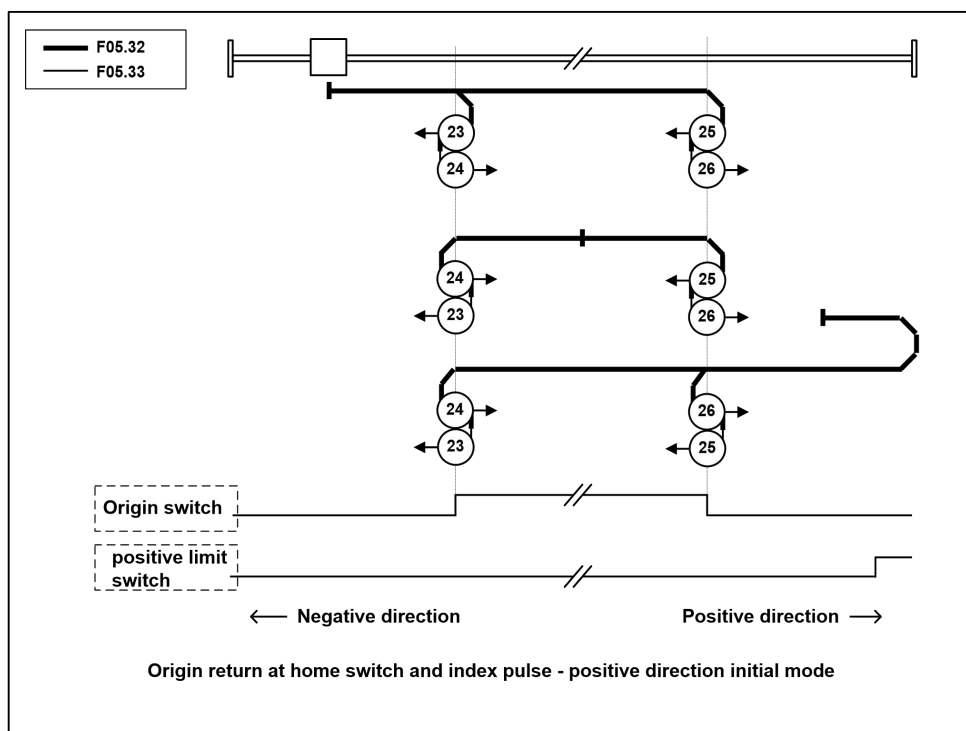 F05.32
F05.33
23
25
24
26
24
25
23
26
24
26
23
25
Origin switch
positive limit
switch
Negative direction
Positive direction
Origin return at home switch and index pulse - positive direction initial mode